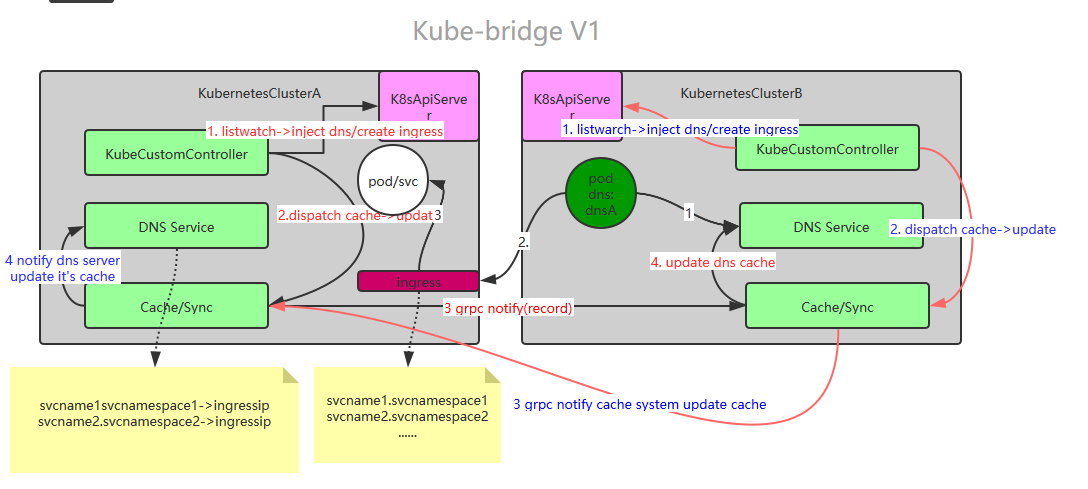 Kube-bridge V1
KubernetesClusterA
K8sApiServe
r
1. listwatch->inject dns/create ingress
KubeCustomController
pod/svc
2.dispatch cache->updat
3
DNS Service
4 notify dns server
update it's cache
Ingress
Cache/Sync
3 grpc notify(record)
svcname1svcnamespace1->ingressip
svcname2.svcnamespace2->ingressip
svcname1.svcnamespace1
svcname2.svcnamespace2
......
K8sApiServe
r
KubernetesClusterB
1. listwarch->inject dns/create ingress
KubeCustomController
pod
dns:
dnsA
1
2.
DNS Service
2. dispatch cache->update
4. update dns cache
Cache/Sync
3 grpc notify cache system update cache